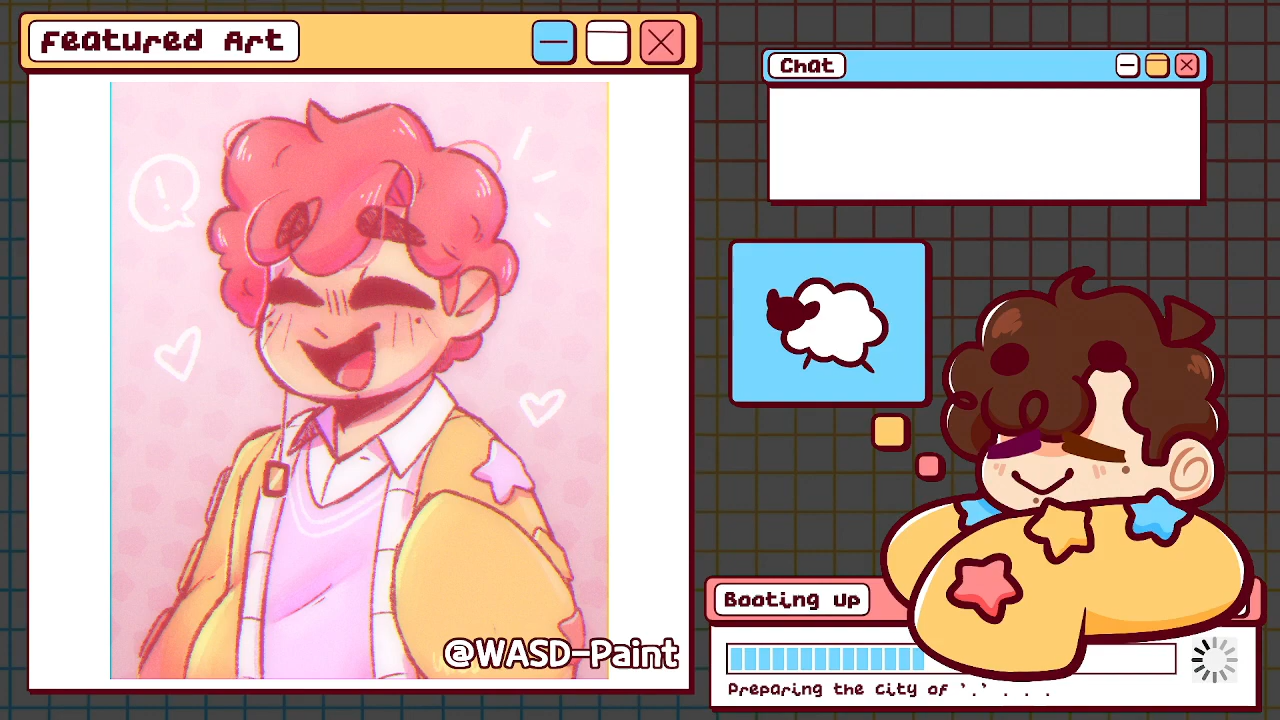 Featured Art
!
@WASD-Paint
Chat
Booting Up
Preparing the city of '.' . . .